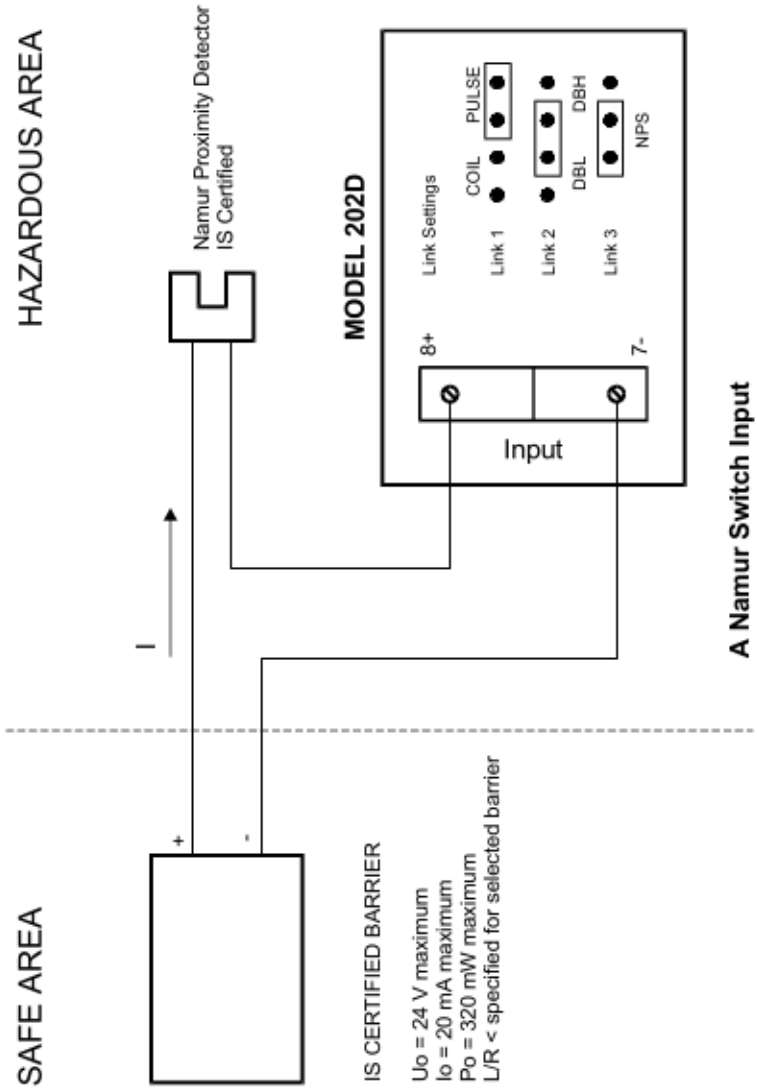 SAFE AREA
HAZARDOUS AREA
+
-
I
Namur Proximity Detector
IS Certified
IS CERTIFIED BARRIER
Uo = 24 V maximum
Io = 20 mA maximum
Po = 320 mW maximum
L/R < specified for selected barrier
MODEL 202D
Input
8+
7-
Link Settings
COIL PULSE
Link 1
Link 2
DBL DBH
Link 3
NPS
A Namur Switch Input